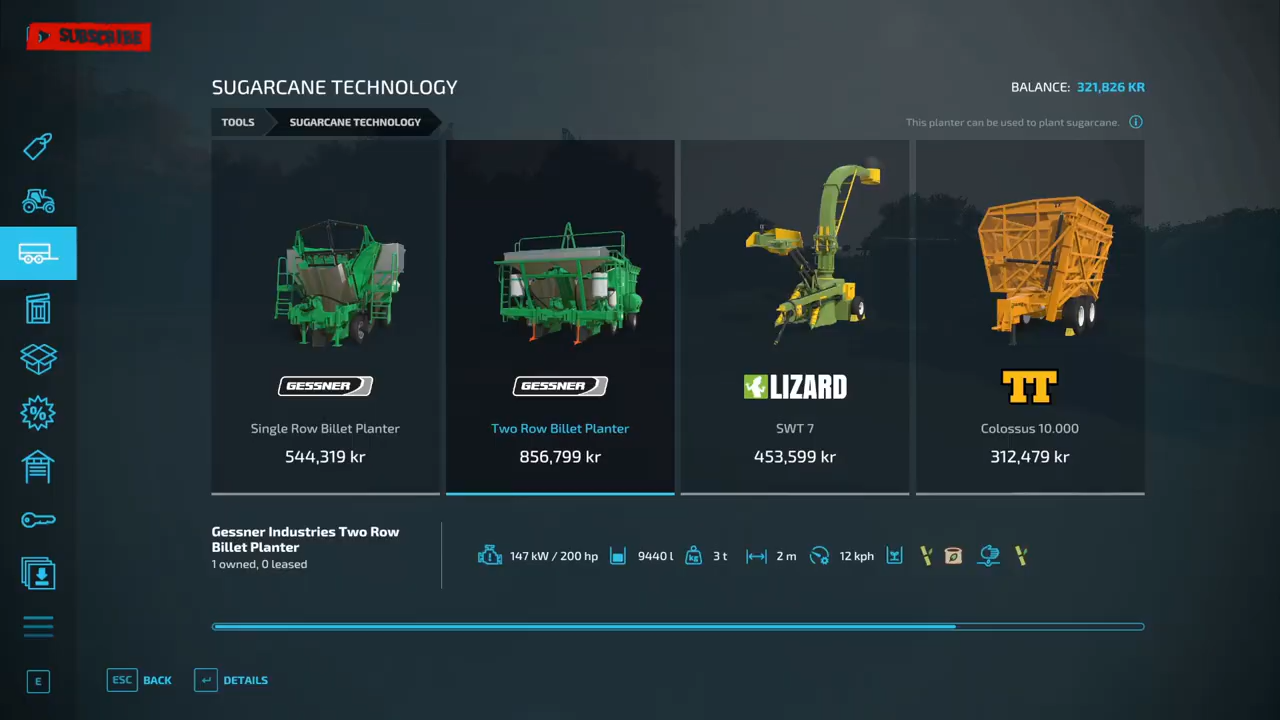 SUBSCRIBE
SUGARCANE TECHNOLOGY
BALANCE: 321,826 KR
TOOLS
SUGARCANE TECHNOLOGY
This planter can be used to plant sugarcane.
GESSNER
GESSNER
LIZARD
TT
Single Row Billet Planter
Two Row Billet Planter
SWT 7
Colossus 10.000
544,319 kr
856,799 kr
453,599 kr
312,479 kr
Gessner Industries Two Row
Billet Planter
1 owned, 0 leased
147 kW / 200 hp
9440 l
3 t
2 m
12 kph
E
ESC BACK
DETAILS